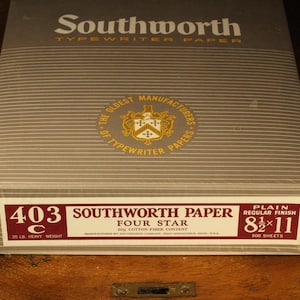 Southworth
TYPEWRITER PAPER
THE OLDEST MANUFACTURERS
OF TYPEWRITER PAPERS
403
C
20 LB. HEAVY WEIGHT
SOUTHWORTH PAPER
FOUR STAR
COTTON FIBER CONTENT
PLAIN
REGULAR FINISH
8½×11
500 SHEETS